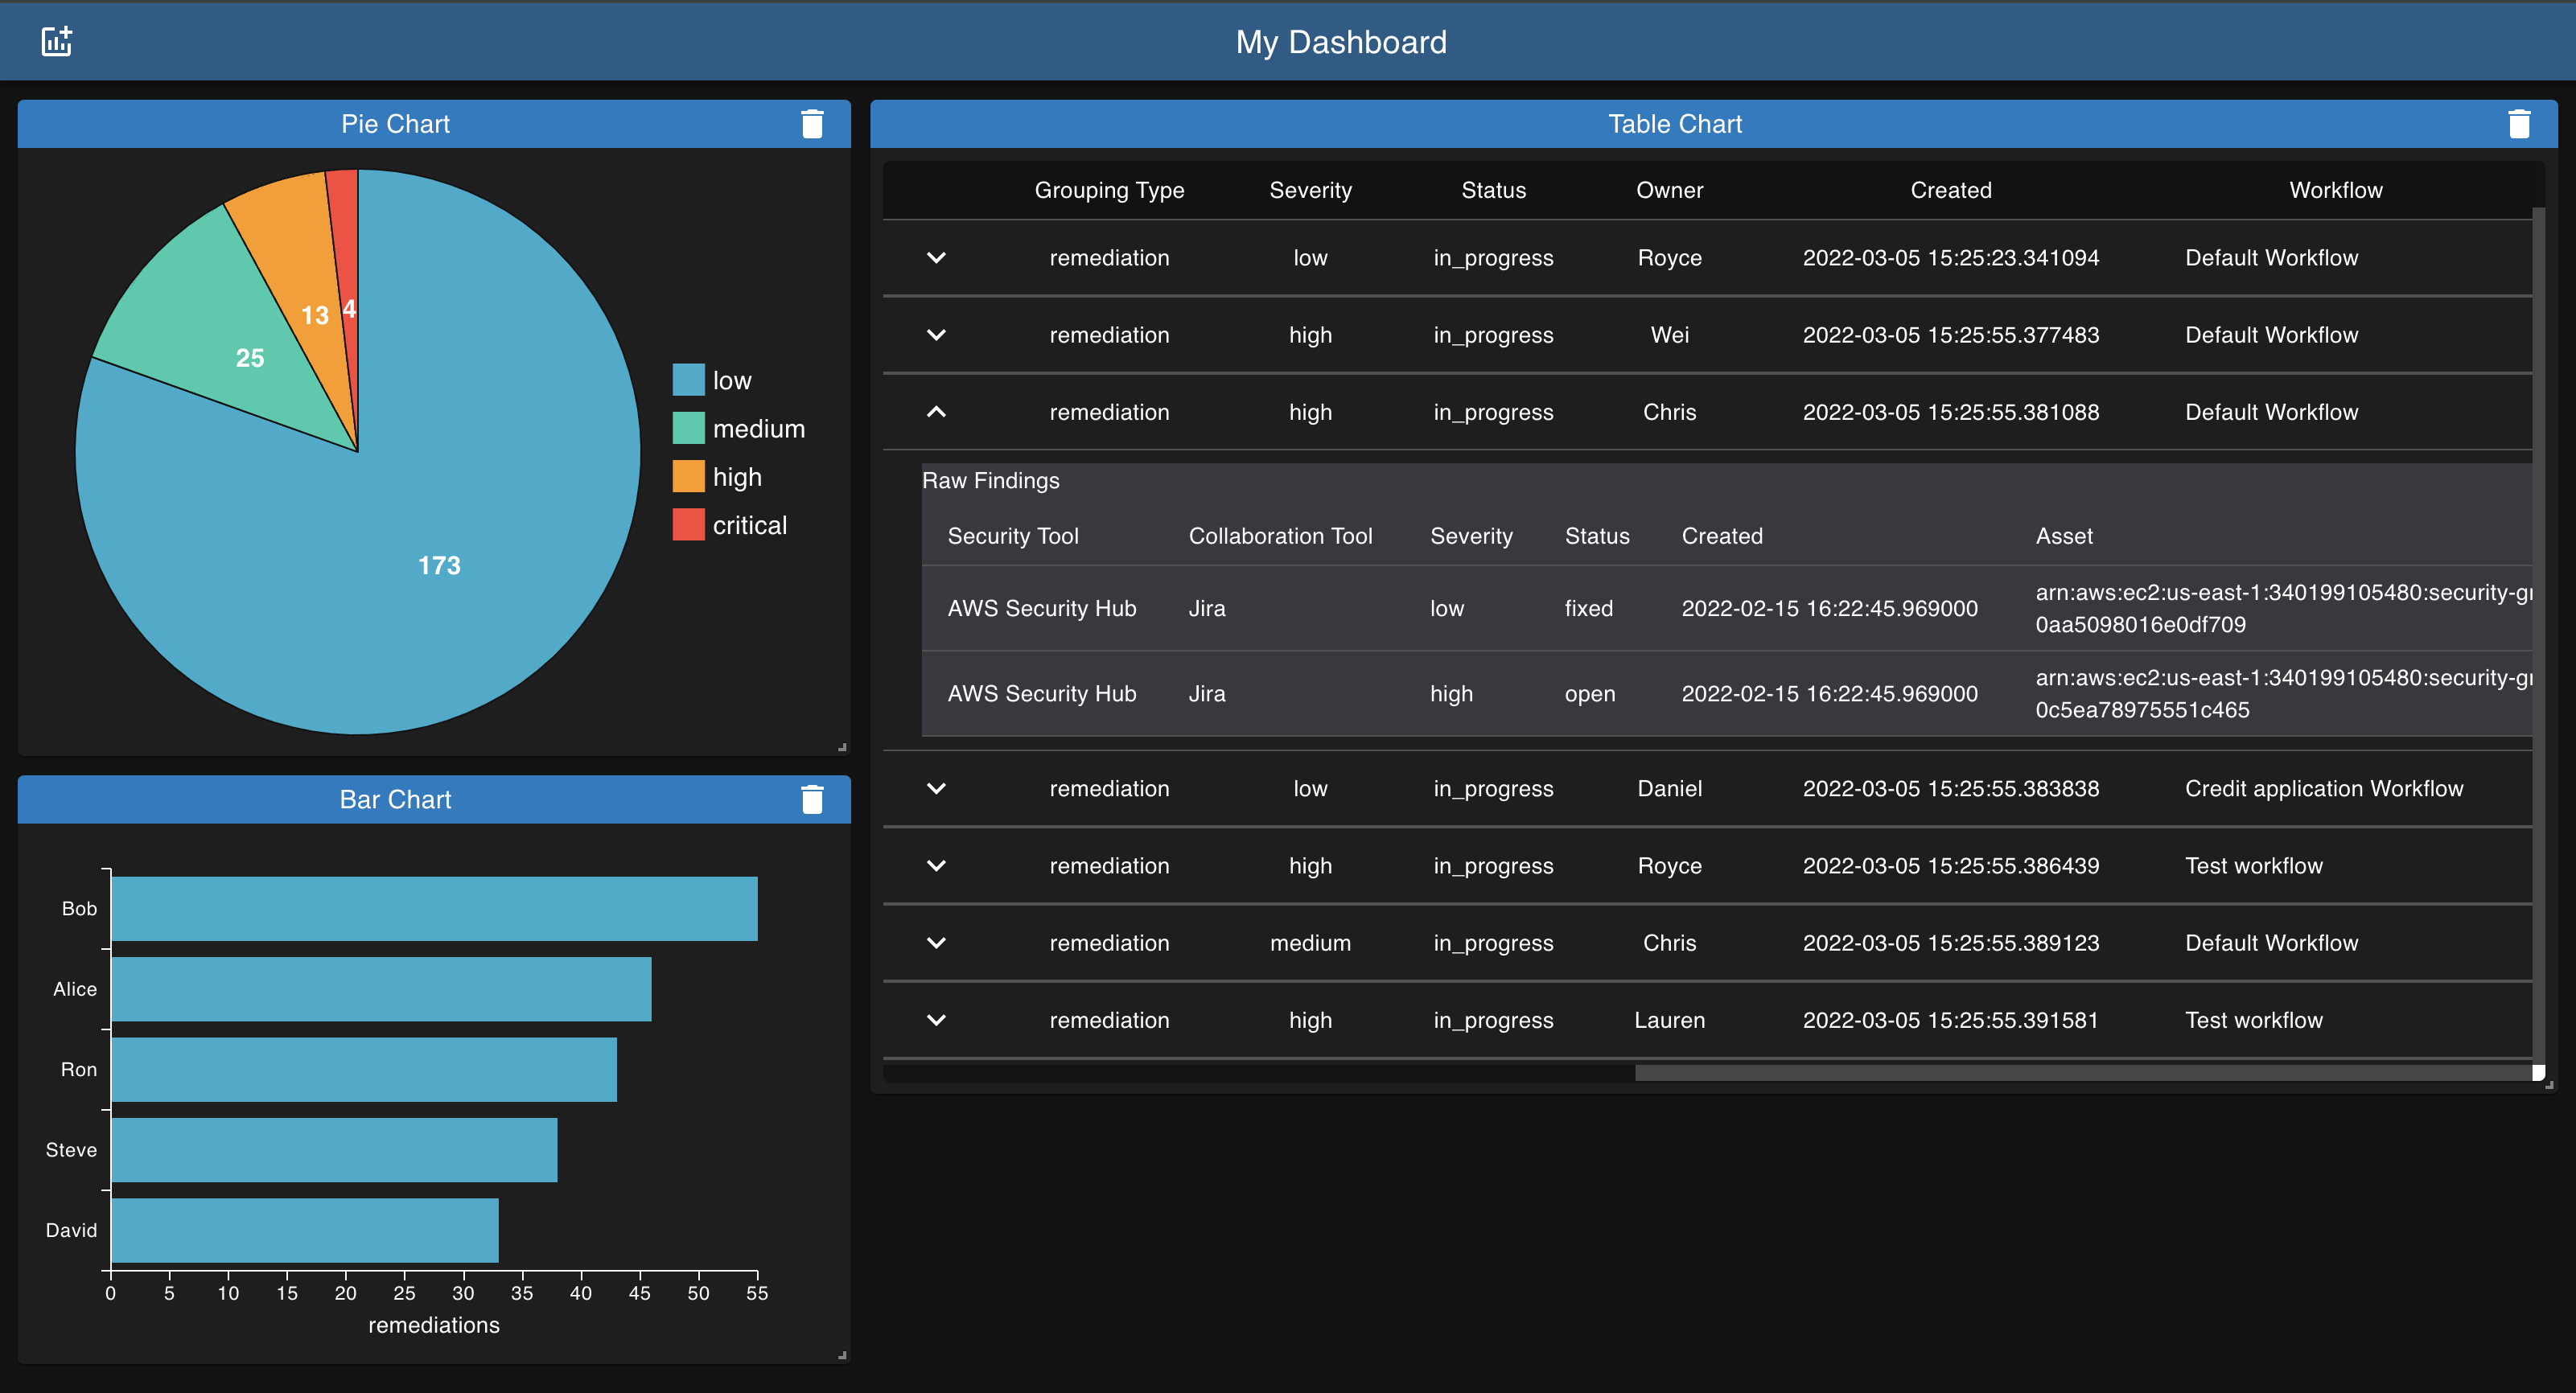 My Dashboard
Pie Chart
13
4
25
173
low
medium
high
critical
Bar Chart
Bob
Alice
Ron
Steve
David
0 5 10 15 20 25 30 35 40 45 50 55
remediations
Table Chart
Grouping Type Severity Status Owner Created Workflow
remediation low in_progress Royce 2022-03-05 15:25:23.341094 Default Workflow
remediation high in_progress Wei 2022-03-05 15:25:55.377483 Default Workflow
remediation high in_progress Chris 2022-03-05 15:25:55.381088 Default Workflow
Raw Findings
Security Tool Collaboration Tool Severity Status Created Asset
AWS Security Hub Jira low fixed 2022-02-15 16:22:45.969000 arn:aws:ec2:us-east-1:340199105480:security-gr
0aa5098016e0df709
AWS Security Hub Jira high open 2022-02-15 16:22:45.969000 arn:aws:ec2:us-east-1:340199105480:security-gr
0c5ea78975551c465
remediation low in_progress Daniel 2022-03-05 15:25:55.383838 Credit application Workflow
remediation high in_progress Royce 2022-03-05 15:25:55.386439 Test workflow
remediation medium in_progress Chris 2022-03-05 15:25:55.389123 Default Workflow
remediation high in_progress Lauren 2022-03-05 15:25:55.391581 Test workflow